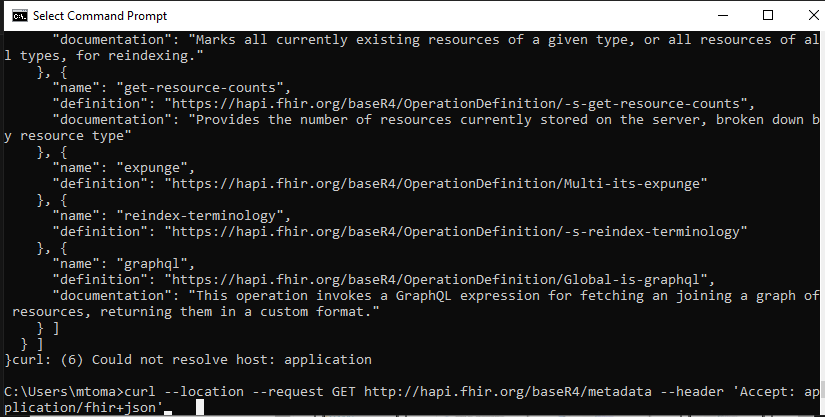 Select Command Prompt
"documentation": "Marks all currently existing resources of a given type, or all resources of al
l types, for reindexing."
}, {
"name": "get-resource-counts",
"definition": "https://hapi.fhir.org/baseR4/OperationDefinition/-s-get-resource-counts",
"documentation": "Provides the number of resources currently stored on the server, broken down b
y resource type"
}, {
"name": "expunge",
"definition": "https://hapi.fhir.org/baseR4/OperationDefinition/Multi-its-expunge"
}, {
"name": "reindex-terminology",
"definition": "https://hapi.fhir.org/baseR4/OperationDefinition/-s-reindex-terminology"
}, {
"name": "graphql",
"definition": "https://hapi.fhir.org/baseR4/OperationDefinition/Global-is-graphql",
"documentation": "This operation invokes a GraphQL expression for fetching an joining a graph of
resources, returning them in a custom format."
} ]
} ]
}curl: (6) Could not resolve host: application
C:\Users\mtoma>curl --location --request GET http://hapi.fhir.org/baseR4/metadata --header 'Accept: ap
plication/fhir+json'